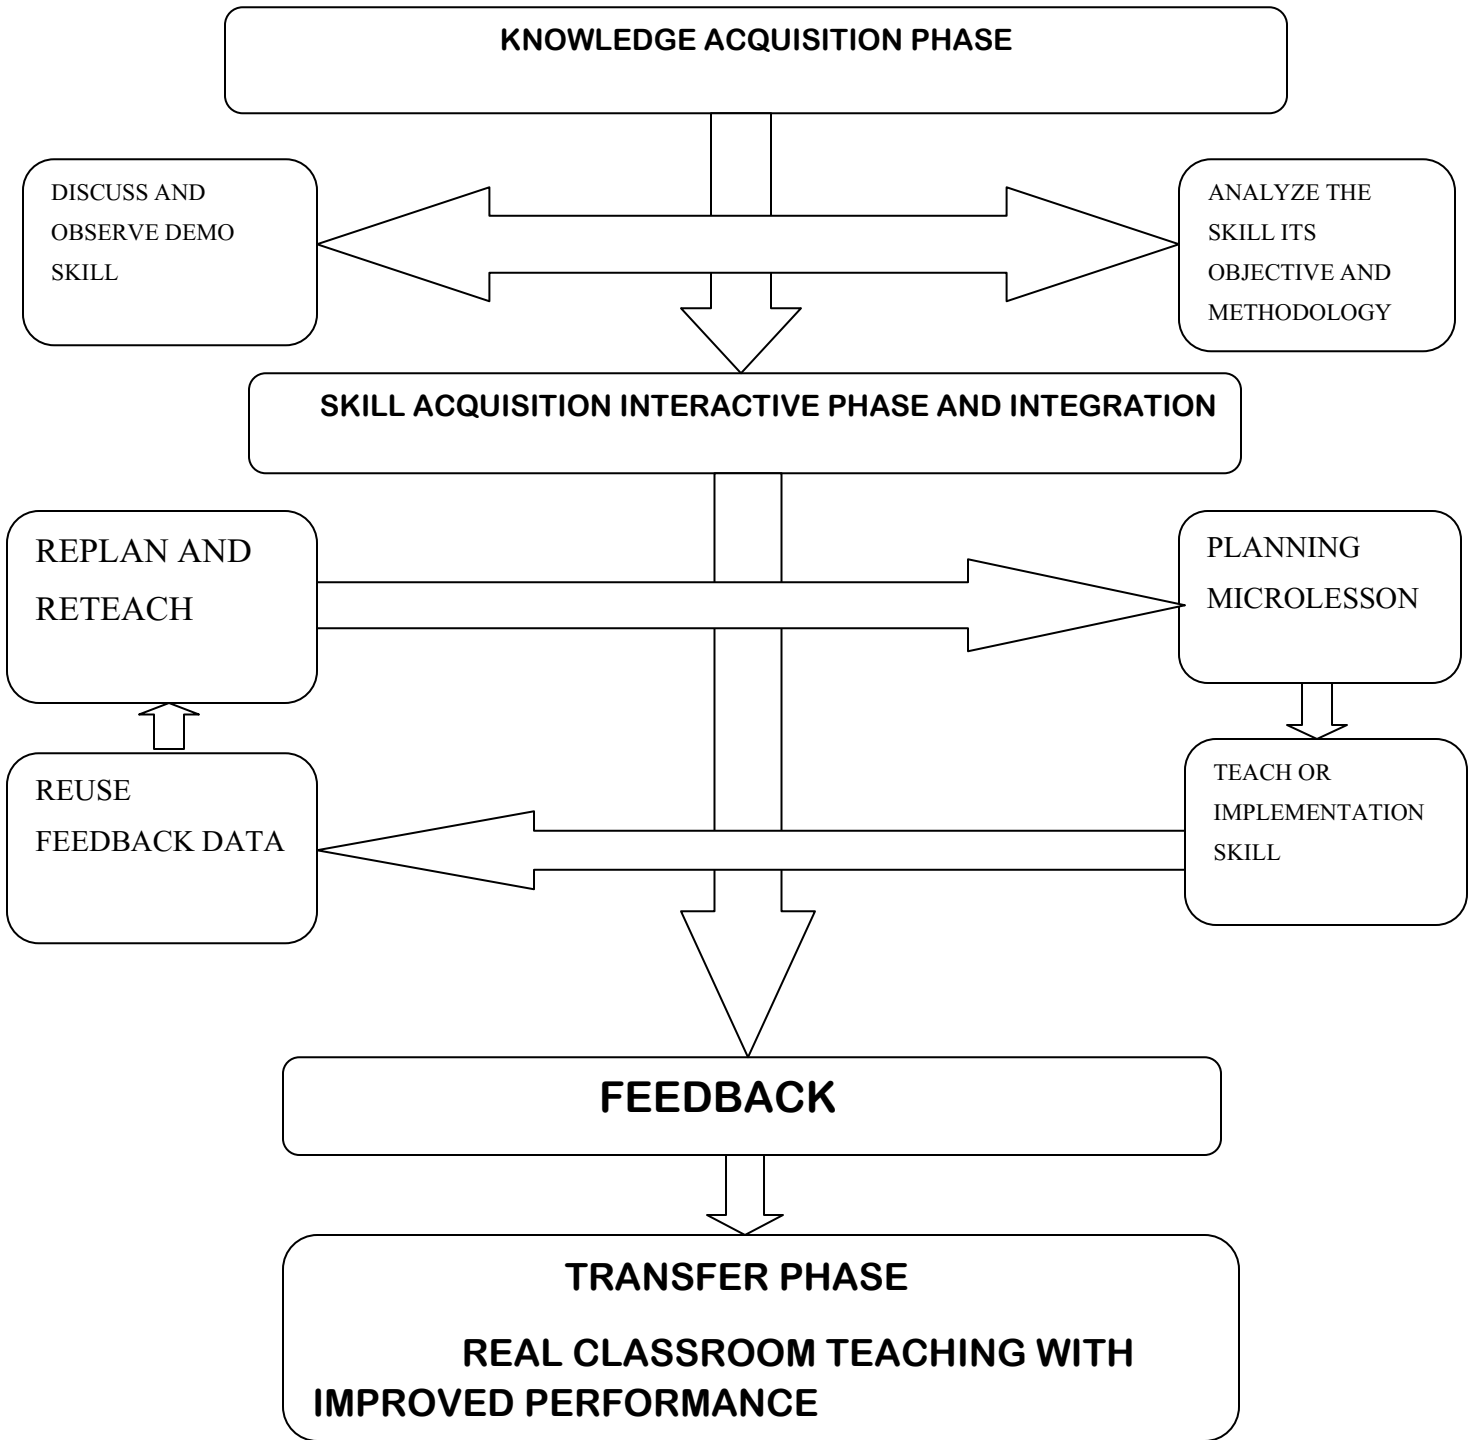 KNOWLEDGE ACQUISITION PHASE
DISCUSS AND
OBSERVE DEMO
SKILL
ANALYZE THE
SKILL ITS
OBJECTIVE AND
METHODOLOGY
SKILL ACQUISITION INTERACTIVE PHASE AND INTEGRATION
REPLAN AND
RETEACH
PLANNING
MICROLESSON
REUSE
FEEDBACK DATA
TEACH OR
IMPLEMENTATION
SKILL
FEEDBACK
TRANSFER PHASE
REAL CLASSROOM TEACHING WITH
IMPROVED PERFORMANCE